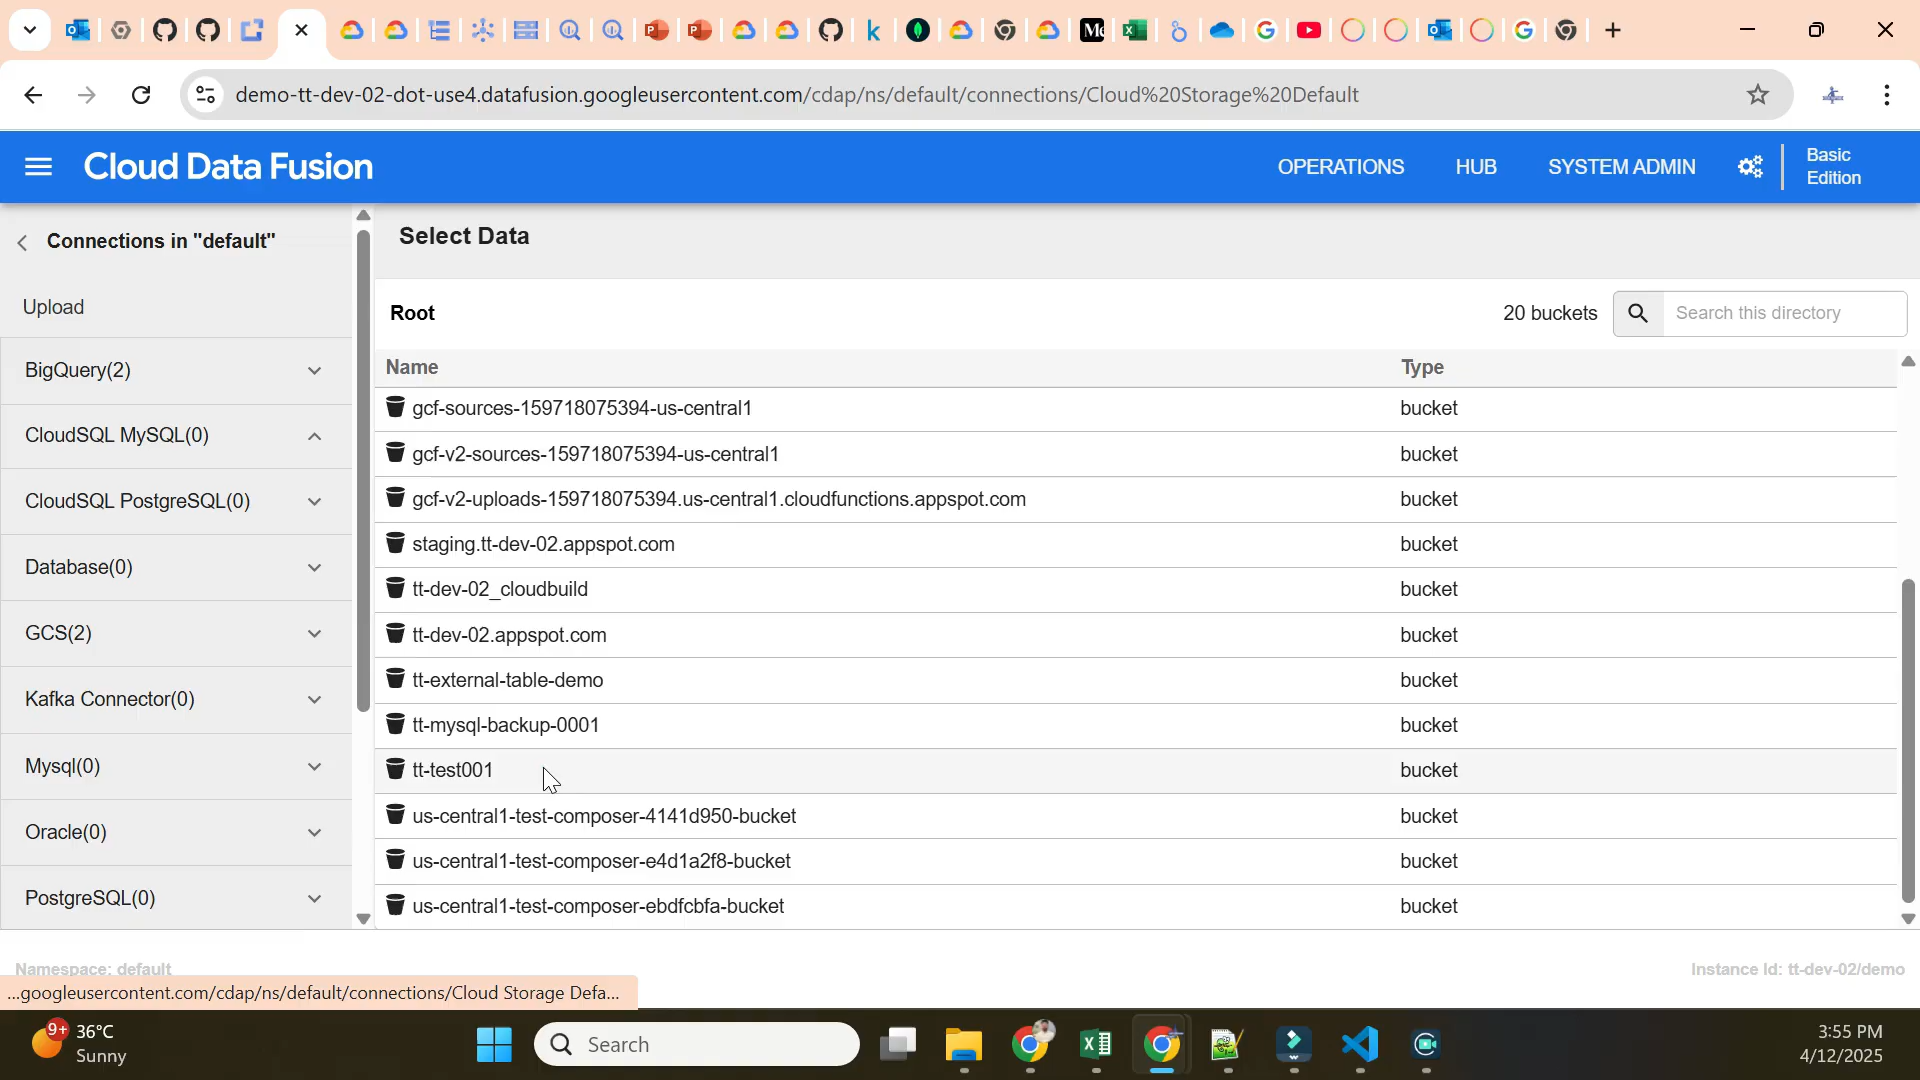 demo-tt-dev-02-dot-use4.datafusion.googleusercontent.com/cdap/ns/default/connections/Cloud%20Storage%20Default
Cloud Data Fusion
OPERATIONS
HUB
SYSTEM ADMIN
Basic
Edition
Connections in "default"
Upload
BigQuery(2)
CloudSQL MySQL(0)
CloudSQL PostgreSQL(0)
Database(0)
GCS(2)
Kafka Connector(0)
Mysql(0)
Oracle(0)
PostgreSQL(0)
Select Data
Root
20 buckets
Search this directory
Name Type
gcf-sources-159718075394-us-central1 bucket
gcf-v2-sources-159718075394-us-central1 bucket
gcf-v2-uploads-159718075394.us-central1.cloudfunctions.appspot.com bucket
staging.tt-dev-02.appspot.com bucket
tt-dev-02_cloudbuild bucket
tt-dev-02.appspot.com bucket
tt-external-table-demo bucket
tt-mysql-backup-0001 bucket
tt-test001 bucket
us-central1-test-composer-4141d950-bucket bucket
us-central1-test-composer-e4d1a2f8-bucket bucket
us-central1-test-composer-ebdfcbfa-bucket bucket
Namespace: default
Instance Id: tt-dev-02/demo
...googleusercontent.com/cdap/ns/default/connections/Cloud Storage Defa...
9+
36°C
Sunny
Search
3:55 PM
4/12/2025